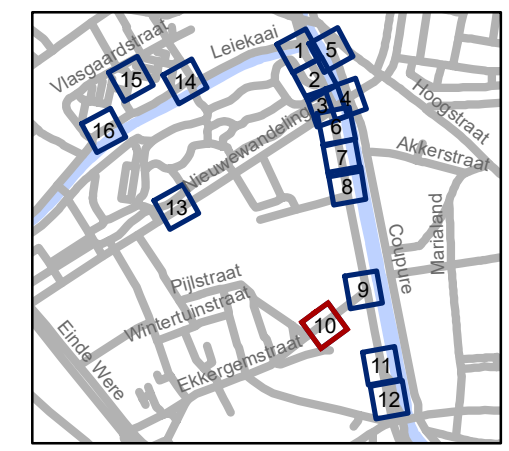 Vlasgaardstraat
Leiekaai
1
5
15
14
2
3
4
Hoogstraat
16
Nieuwewandeling
6
Akkerstraat
7
8
13
Marialand
Coupure
Pijlstraat
9
Wintertuinstraat
10
Einde Were
Ekkergemstraat
11
12